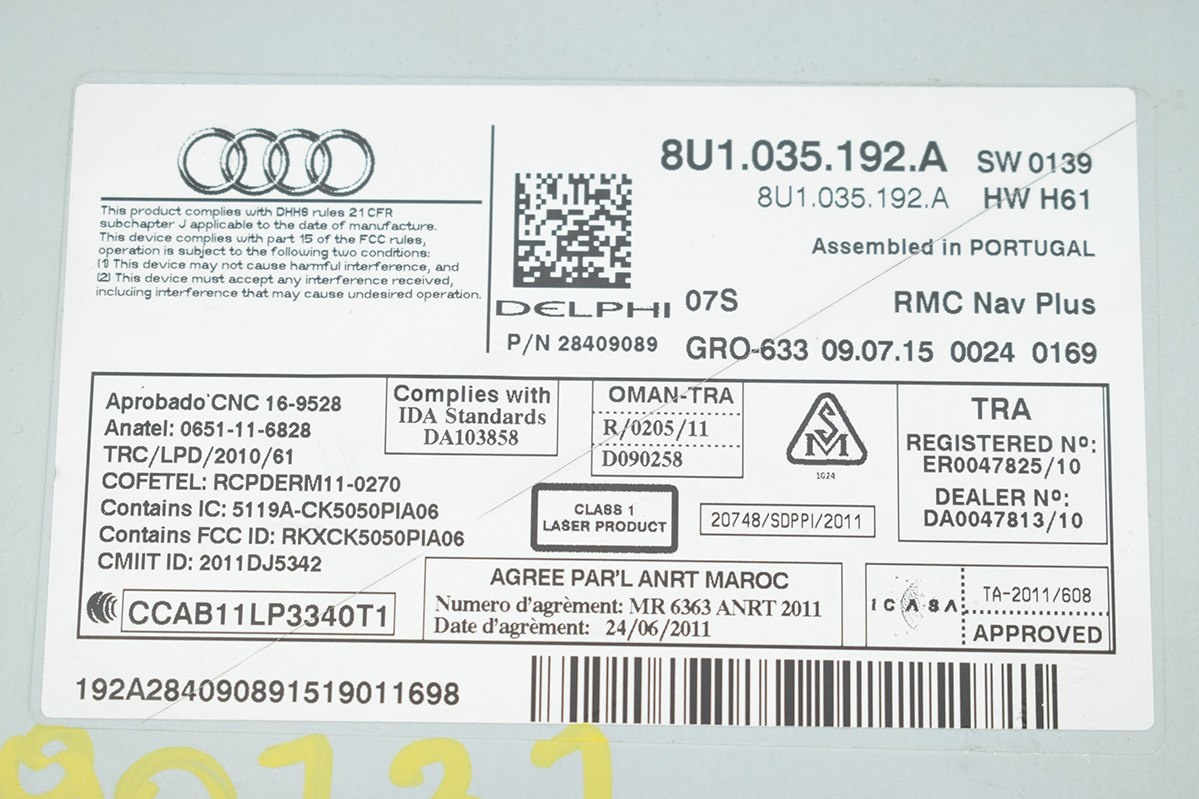 This product complies with DHHS rules 21 CFR
subchapter J applicable to the date of manufacture.
This device complies with part 15 of the FCC rules,
operation is subject to the following two conditions:
(1) This device may not cause harmful interference, and
(2) This device must accept any interference received,
including interference that may cause undesired operation.
8U1.035.192.A SW 0139
8U1.035.192.A HW H61
Assembled in PORTUGAL
DELPHI 07S RMC Nav Plus
P/N 28409089 GRO-633 09.07.15 0024 0169
Aprobado CNC 16-9528
Anatel: 0651-11-6828
TRC/LPD/2010/61
COFETEL: RCPDERM11-0270
Contains IC: 5119A-CK5050PIA06
Contains FCC ID: RKXCK5050PIA06
CMIIT ID: 2011DJ5342
CCAB11LP3340T1
Complies with
IDA Standards
DA103858
OMAN-TRA
R/0205/11
D090258
SM
1024
TRA
REGISTERED Nº:
ER0047825/10
DEALER Nº:
DA0047813/10
CLASS 1
LASER PRODUCT
20748/SDPPI/2011
AGREE PAR'L ANRT MAROC
Numero d'agrèment: MR 6363 ANRT 2011
Date d'agrèment: 24/06/2011
ICASA
TA-2011/608
APPROVED
192A284090891519011698